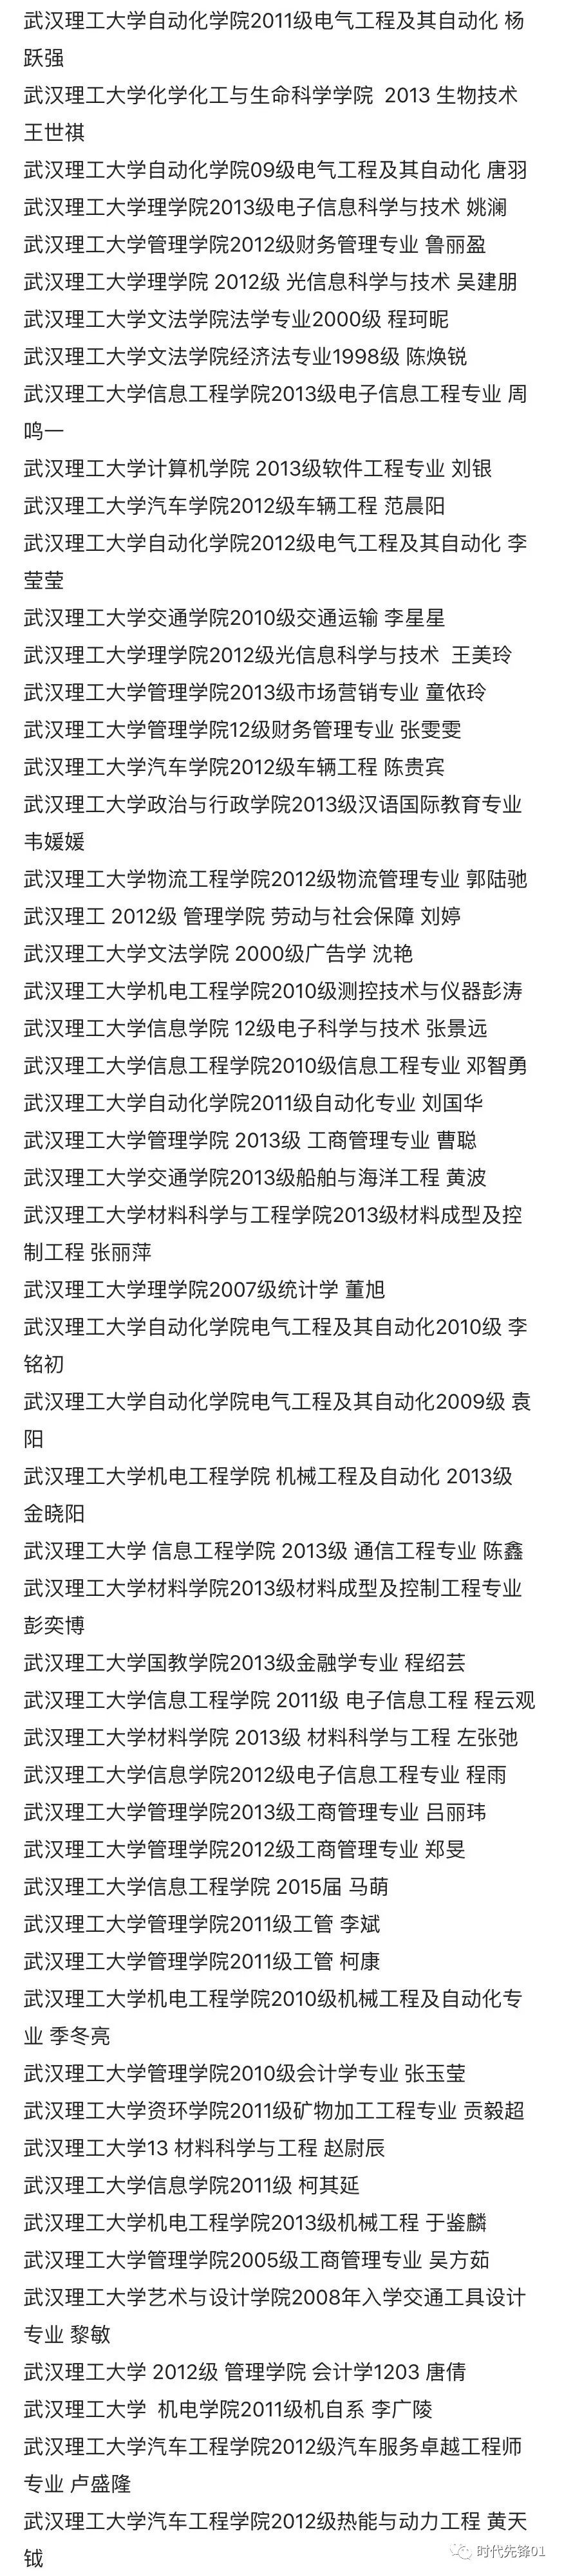 武汉理工大学自动化学院2011级电气工程及其自动化 杨
跃强
武汉理工大学化学化工与生命科学学院  2013 生物技术
王世祺
武汉理工大学自动化学院09级电气工程及其自动化 唐羽
武汉理工大学理学院2013级电子信息科学与技术 姚澜
武汉理工大学管理学院2012级财务管理专业 鲁丽盈
武汉理工大学理学院 2012级 光信息科学与技术 吴建朋
武汉理工大学文法学院法学专业2000级 程珂昵
武汉理工大学文法学院经济法专业1998级 陈焕锐
武汉理工大学信息工程学院2013级电子信息工程专业 周
鸣一
武汉理工大学计算机学院 2013级软件工程专业 刘银
武汉理工大学汽车学院2012级车辆工程 范晨阳
武汉理工大学自动化学院2012级电气工程及其自动化 李
莹莹
武汉理工大学交通学院2010级交通运输 李星星
武汉理工大学理学院2012级光信息科学与技术  王美玲
武汉理工大学管理学院2013级市场营销专业 童依玲
武汉理工大学管理学院12级财务管理专业 张雯雯
武汉理工大学汽车学院2012级车辆工程 陈贵宾
武汉理工大学政治与行政学院2013级汉语国际教育专业
韦媛媛
武汉理工大学物流工程学院2012级物流管理专业 郭陆驰
武汉理工 2012级 管理学院 劳动与社会保障 刘婷
武汉理工大学文法学院 2000级广告学 沈艳
武汉理工大学机电工程学院2010级测控技术与仪器彭涛
武汉理工大学信息学院 12级电子科学与技术 张景远
武汉理工大学信息工程学院2010级信息工程专业 邓智勇
武汉理工大学自动化学院2011级自动化专业 刘国华
武汉理工大学管理学院 2013级 工商管理专业 曹聪
武汉理工大学交通学院2013级船舶与海洋工程 黄波
武汉理工大学材料科学与工程学院2013级材料成型及控
制工程 张丽萍
武汉理工大学理学院2007级统计学 董旭
武汉理工大学自动化学院电气工程及其自动化2010级 李
铭初
武汉理工大学自动化学院电气工程及其自动化2009级 袁
阳
武汉理工大学机电工程学院 机械工程及自动化 2013级
金晓阳
武汉理工大学 信息工程学院 2013级 通信工程专业 陈鑫
武汉理工大学材料学院2013级材料成型及控制工程专业
彭奕博
武汉理工大学国教学院2013级金融学专业 程绍芸
武汉理工大学信息工程学院 2011级 电子信息工程 程云观
武汉理工大学材料学院 2013级 材料科学与工程 左张弛
武汉理工大学信息学院2012级电子信息工程专业 程雨
武汉理工大学管理学院2013级工商管理专业 吕丽玮
武汉理工大学管理学院2012级工商管理专业 郑旻
武汉理工大学信息工程学院 2015届 马萌
武汉理工大学管理学院2011级工管 李斌
武汉理工大学管理学院2011级工管 柯康
武汉理工大学机电工程学院2010级机械工程及自动化专
业 季冬亮
武汉理工大学管理学院2010级会计学专业 张玉莹
武汉理工大学资环学院2011级矿物加工工程专业 贡毅超
武汉理工大学13 材料科学与工程 赵尉辰
武汉理工大学信息学院2011级 柯其延
武汉理工大学机电工程学院2013级机械工程 于鉴麟
武汉理工大学管理学院2005级工商管理专业 吴方茹
武汉理工大学艺术与设计学院2008年入学交通工具设计
专业 黎敏
武汉理工大学 2012级 管理学院 会计学1203 唐倩
武汉理工大学  机电学院2011级机自系 李广陵
武汉理工大学汽车工程学院2012级汽车服务卓越工程师
专业 卢盛隆
武汉理工大学汽车工程学院2012级热能与动力工程 黄天
钺
时代先锋01